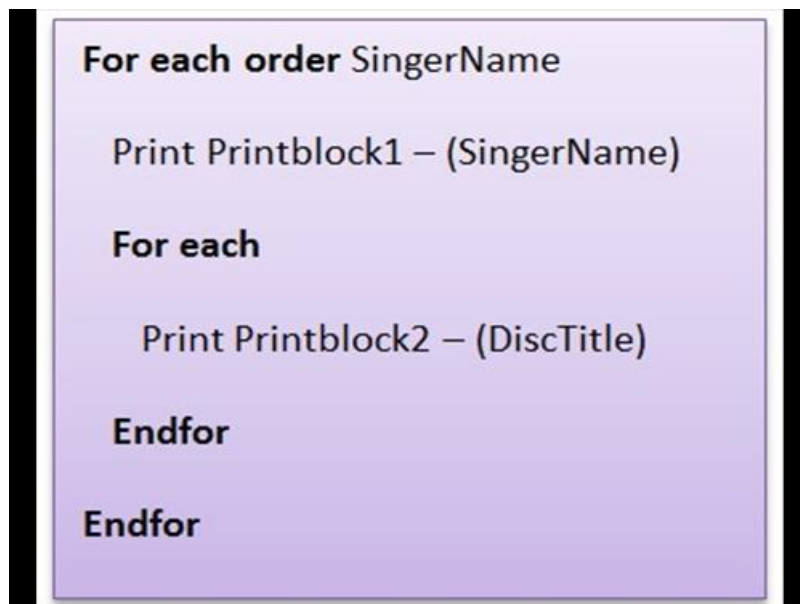 For each order SingerName
Print Printblock1 – (SingerName)
For each
Print Printblock2 – (DiscTitle)
Endfor
Endfor